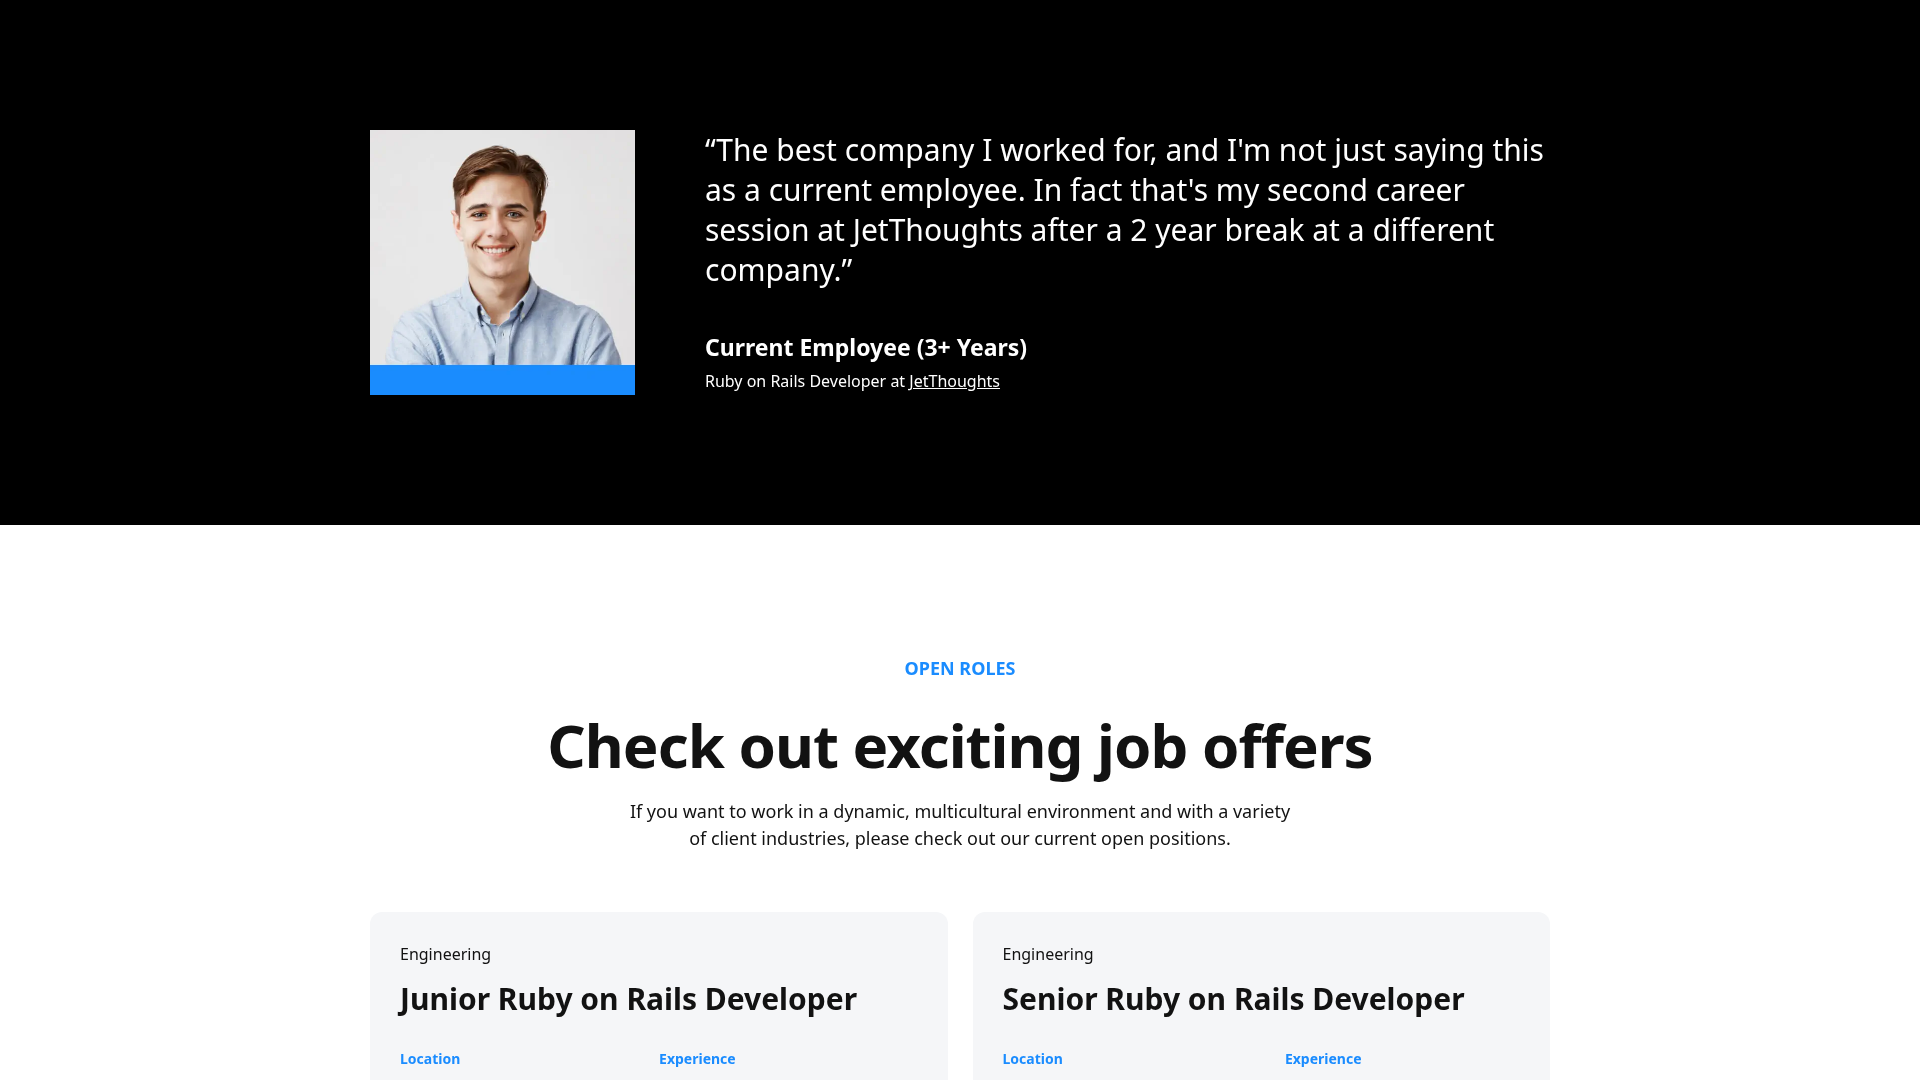 “The best company I worked for, and I'm not just saying this
as a current employee. In fact that's my second career
session at JetThoughts after a 2 year break at a different
company.”
Current Employee (3+ Years)
Ruby on Rails Developer at JetThoughts
OPEN ROLES
Check out exciting job offers
If you want to work in a dynamic, multicultural environment and with a variety
of client industries, please check out our current open positions.
Engineering
Junior Ruby on Rails Developer
Location
Experience
Engineering
Senior Ruby on Rails Developer
Location
Experience